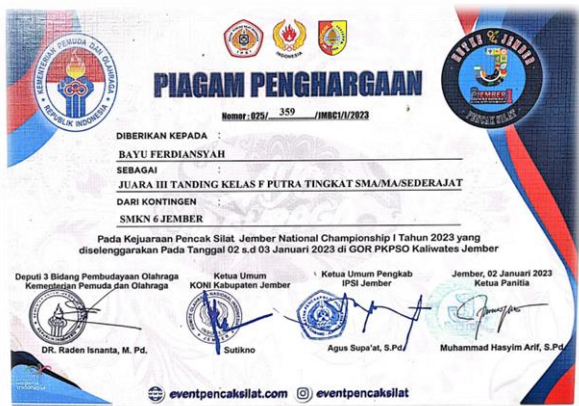 KEMENTERIAN PEMUDA DAN OLAHRAGA
REPUBLIK INDONESIA
INDONESIA
JEMBER
PENCAK SILAT
PIAGAM PENGHARGAAN
Nomor : 025/ 359 /JMBC1/I/2023
DIBERIKAN KEPADA :
BAYU FERDIANSYAH
SEBAGAI :
JUARA III TANDING KELAS F PUTRA TINGKAT SMA/MA/SEDERAJAT
DARI KONTINGEN :
SMKN 6 JEMBER
Pada Kejuaraan Pencak Silat Jember National Championship I Tahun 2023 yang
diselenggarakan Pada Tanggal 02 s.d 03 Januari 2023 di GOR PKPSO Kaliwates Jember
Deputi 3 Bidang Pembudayaan Olahraga
Kementerian Pemuda dan Olahraga
DR. Raden Isnanta, M. Pd.
Ketua Umum
KONI Kabupaten Jember
Sutikno
Ketua Umum Pengkab
IPSI Jember
Agus Supa'at, S.Pd
Jember, 02 Januari 2023
Ketua Panitia
Muhammad Hasyim Arif, S.Pd
eventpencaksilat.com eventpencaksilat